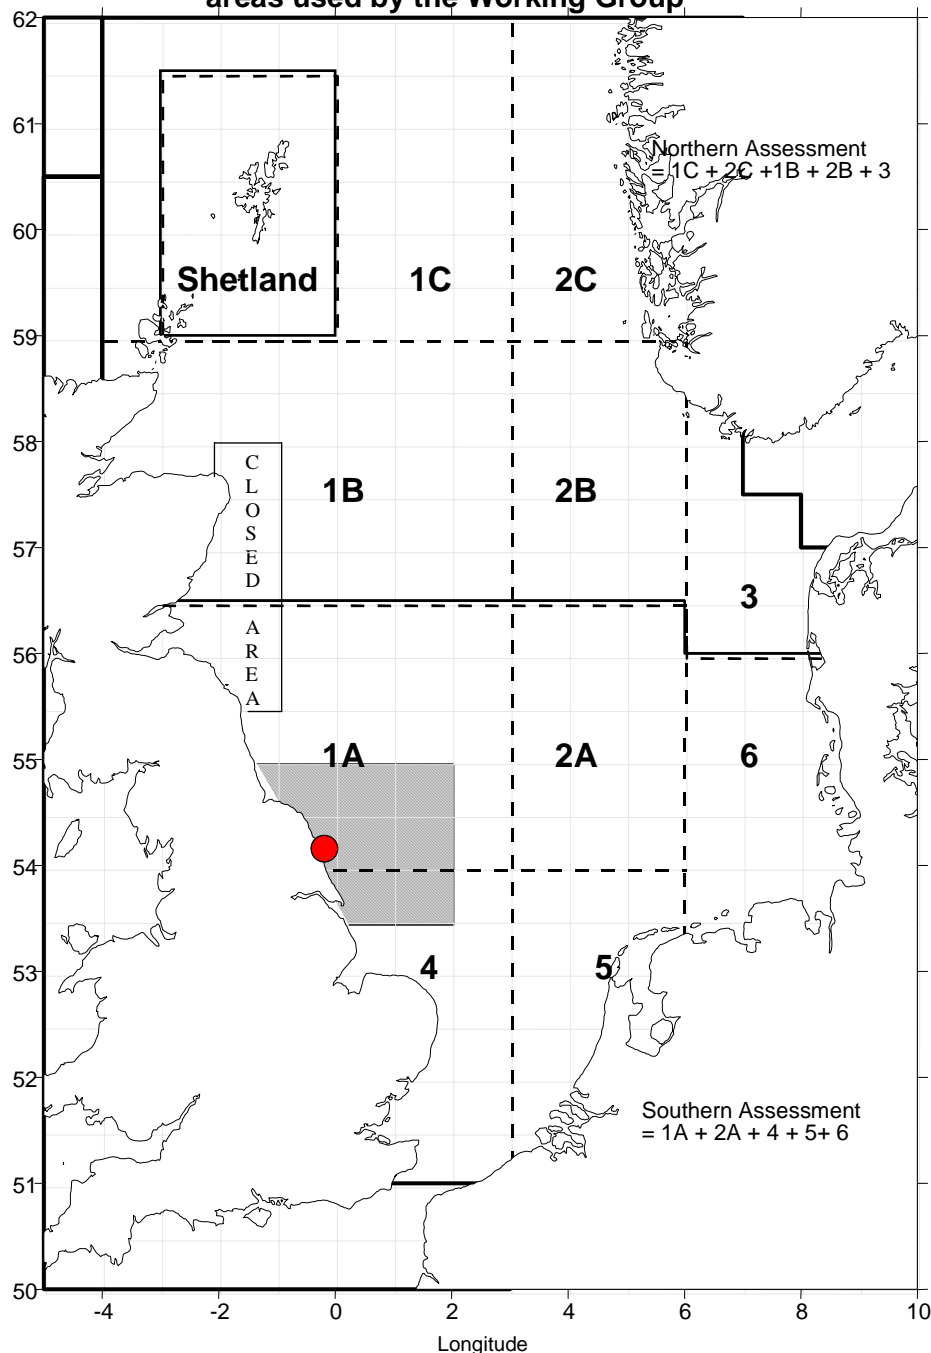 areas used by the Working Group
62
61
Northern Assessment
= 1C + 2C +1B + 2B + 3
60
Shetland
1C
2C
59
58
C
L
O
S
E
D
A
R
E
A
1B
2B
57
3
56
55
1A
2A
6
54
53
4
5
52
Southern Assessment
= 1A + 2A + 4 + 5+ 6
51
50
-4 -2 0 2 4 6 8 10
Longitude